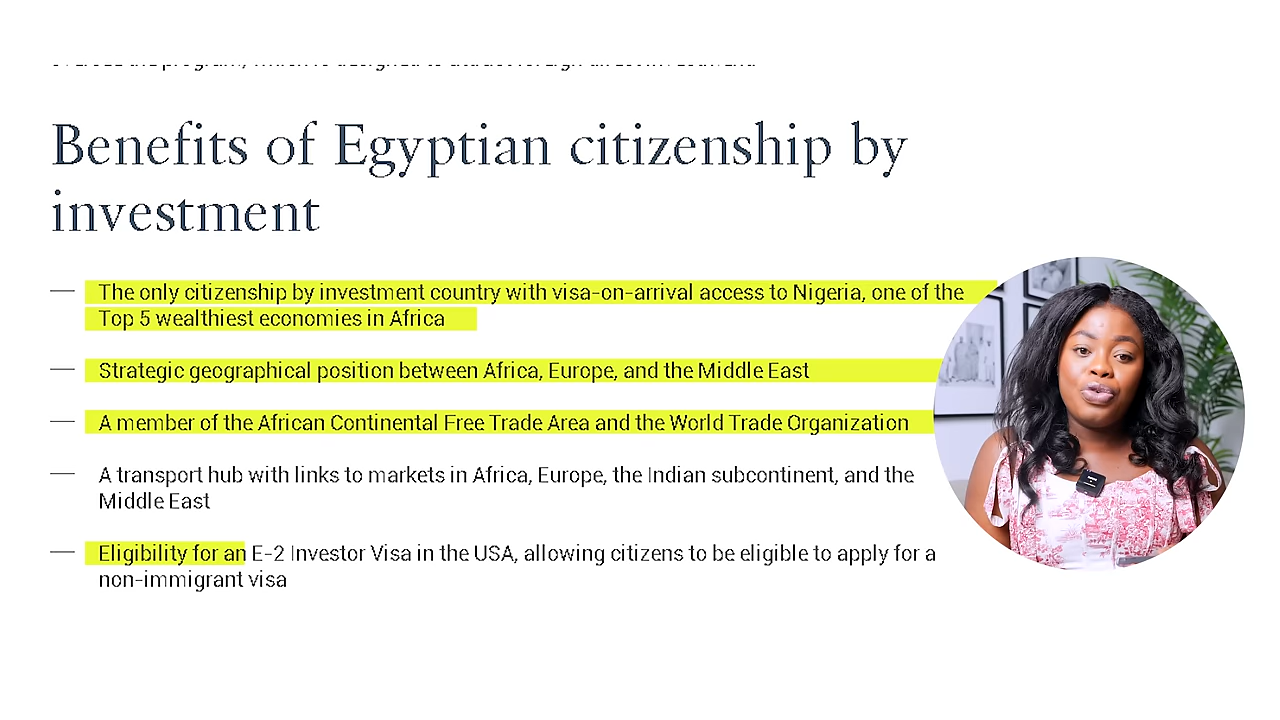 Benefits of Egyptian citizenship by
investment
— The only citizenship by investment country with visa-on-arrival access to Nigeria, one of the
Top 5 wealthiest economies in Africa
— Strategic geographical position between Africa, Europe, and the Middle East
— A member of the African Continental Free Trade Area and the World Trade Organization
— A transport hub with links to markets in Africa, Europe, the Indian subcontinent, and the
Middle East
— Eligibility for an E-2 Investor Visa in the USA, allowing citizens to be eligible to apply for a
non-immigrant visa